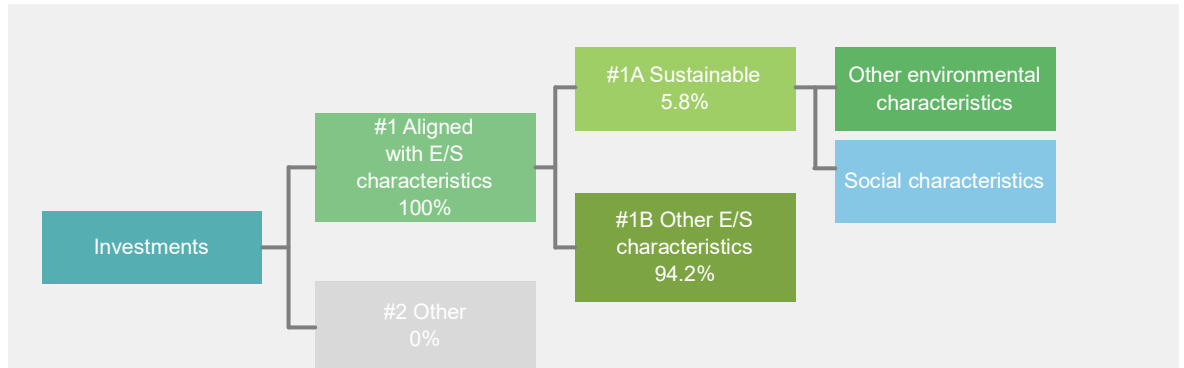 Investments
#1 Aligned
with E/S
characteristics
100%
#2 Other
0%
#1A Sustainable
5.8%
#1B Other E/S
characteristics
94.2%
Other environmental
characteristics
Social characteristics